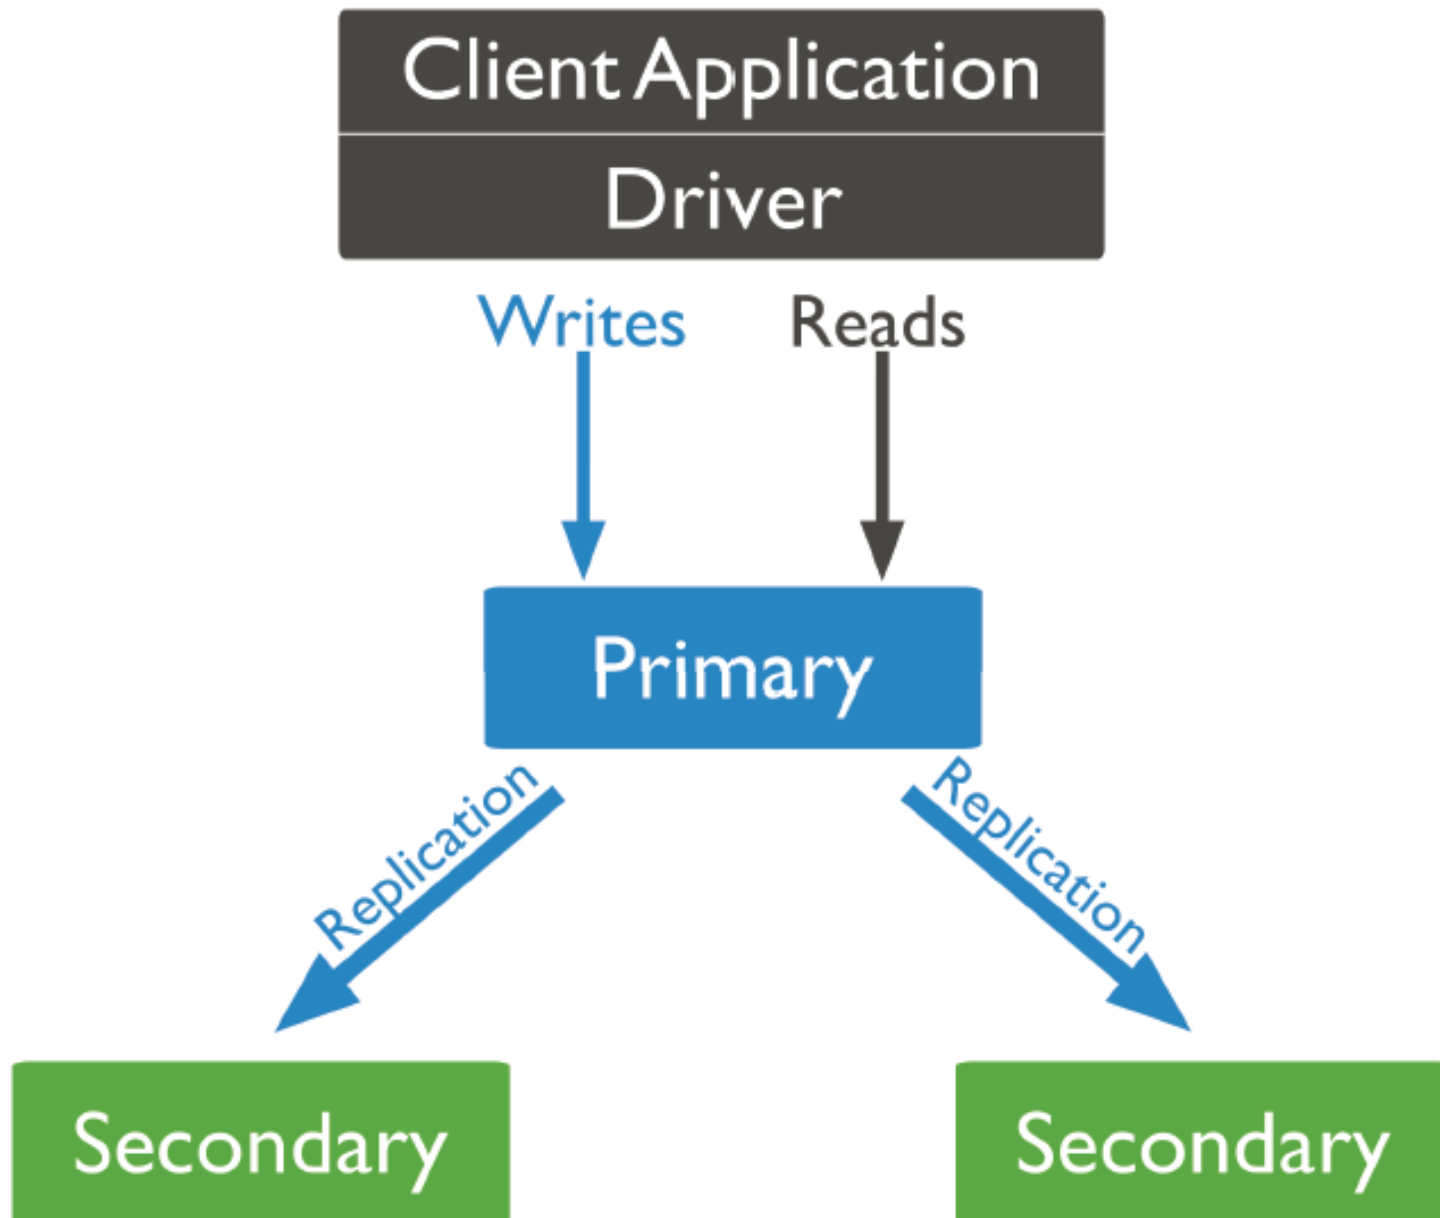 Client Application
Driver
Writes
Reads
Primary
Replication
Replication
Secondary
Secondary